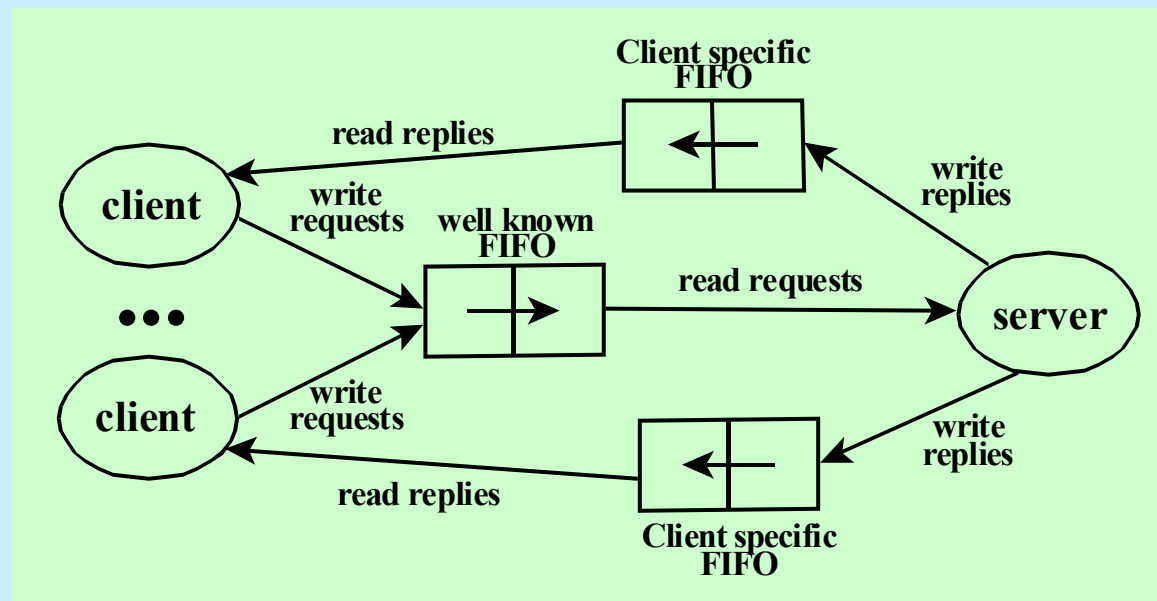 Client specific
FIFO
read replies
write
replies
client
write
requests
well known
FIFO
read requests
server
client
write
requests
write
replies
read replies
Client specific
FIFO